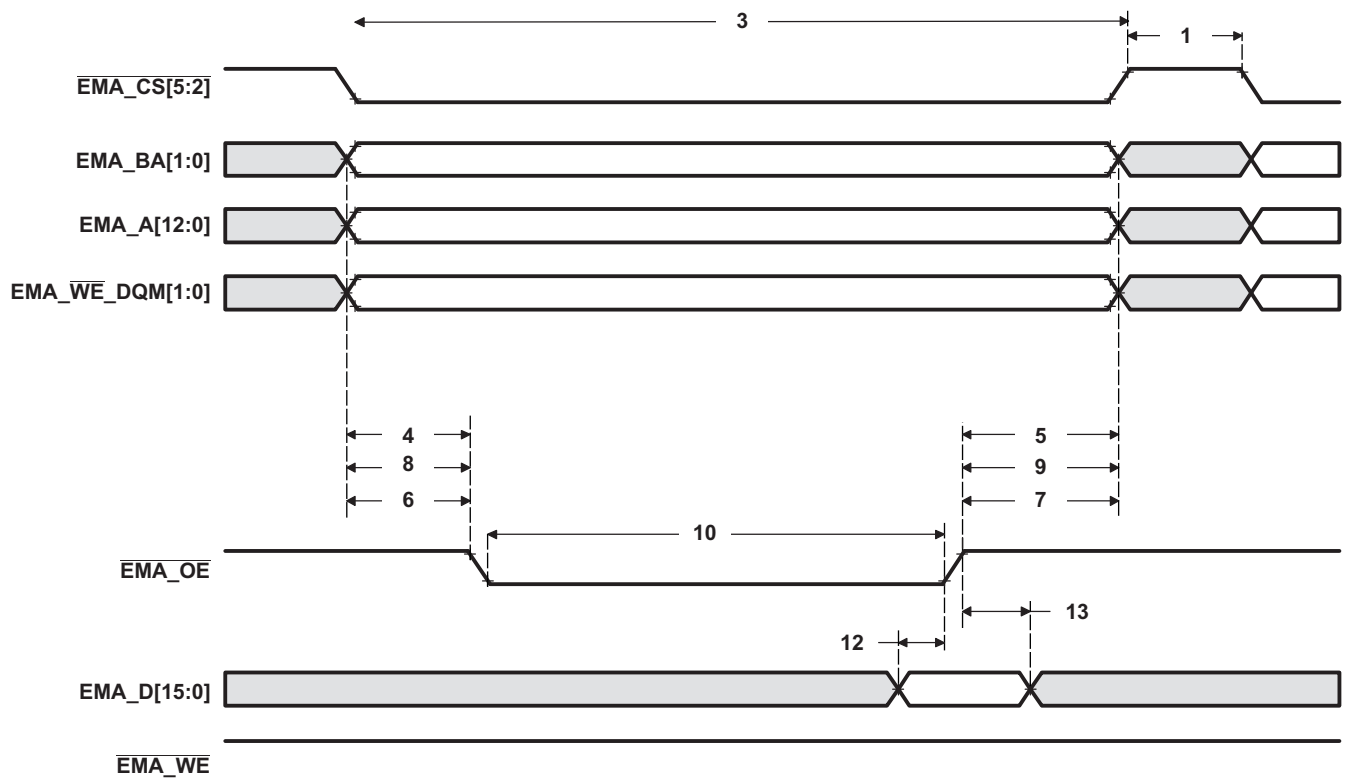 3
1
EMA_CS[5:2]
EMA_BA[1:0]
EMA_A[12:0]
EMA_WE_DQM[1:0]
4
5
8
9
6
7
10
EMA_OE
13
12
EMA_D[15:0]
EMA_WE